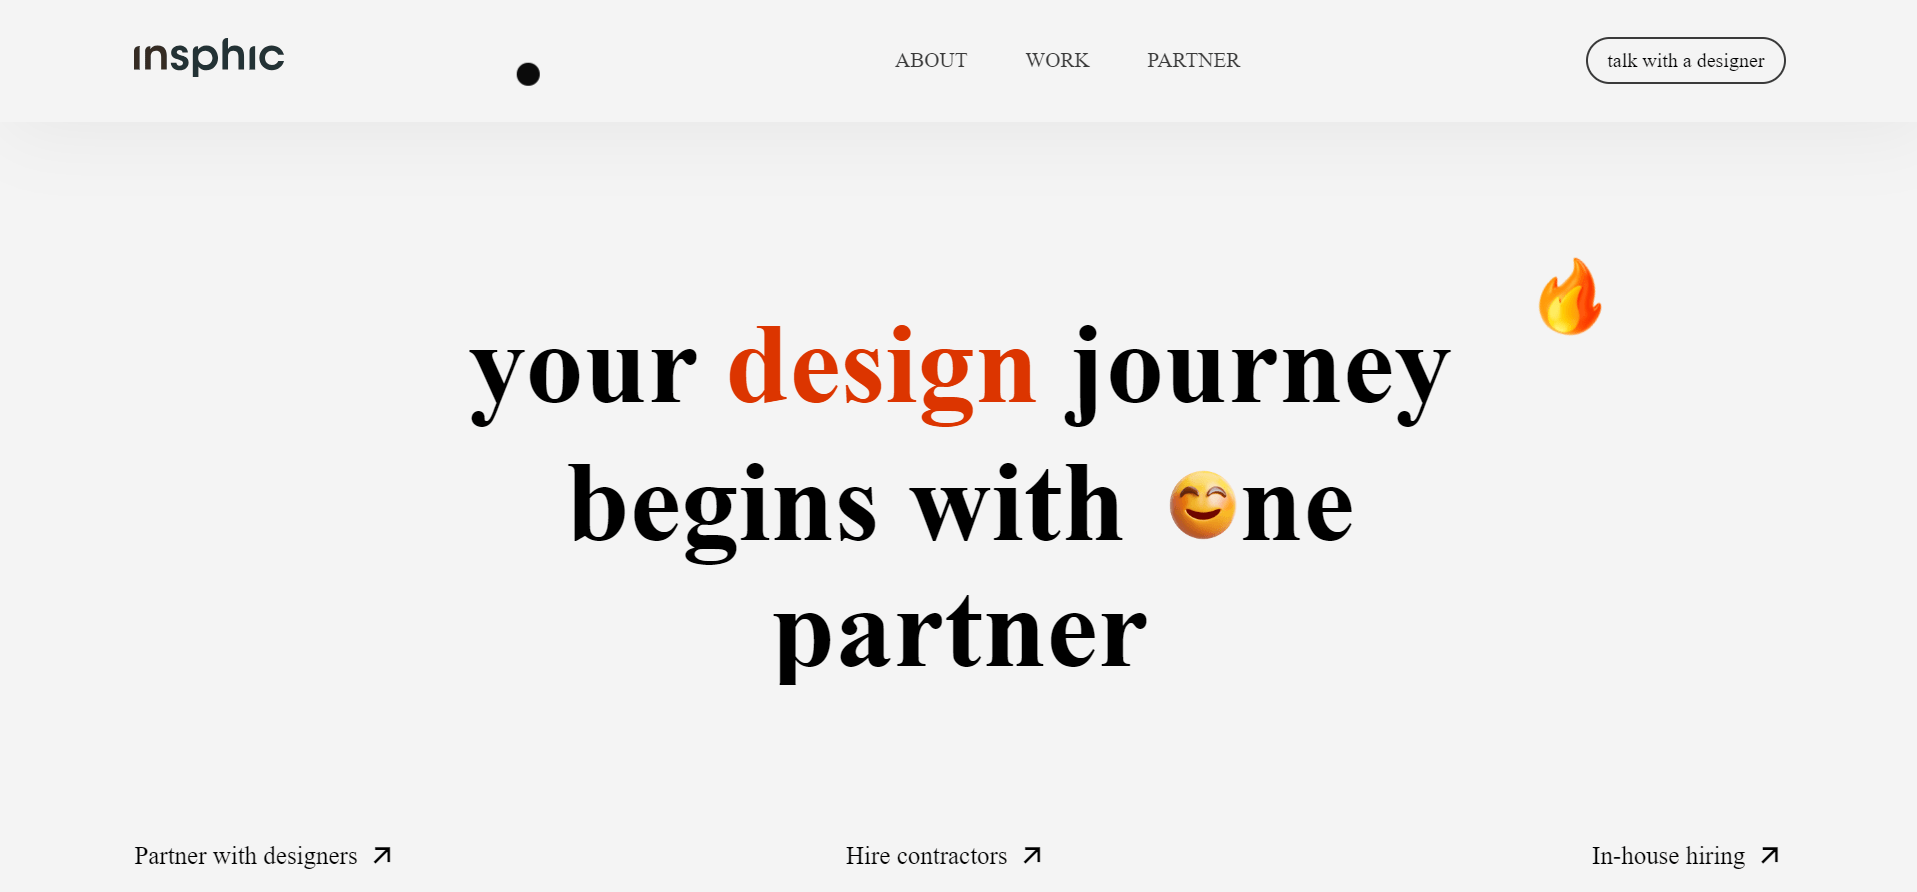 insphic
ABOUT WORK PARTNER
talk with a designer
your design journey
begins with 😊ne
partner
Partner with designers
Hire contractors
In-house hiring